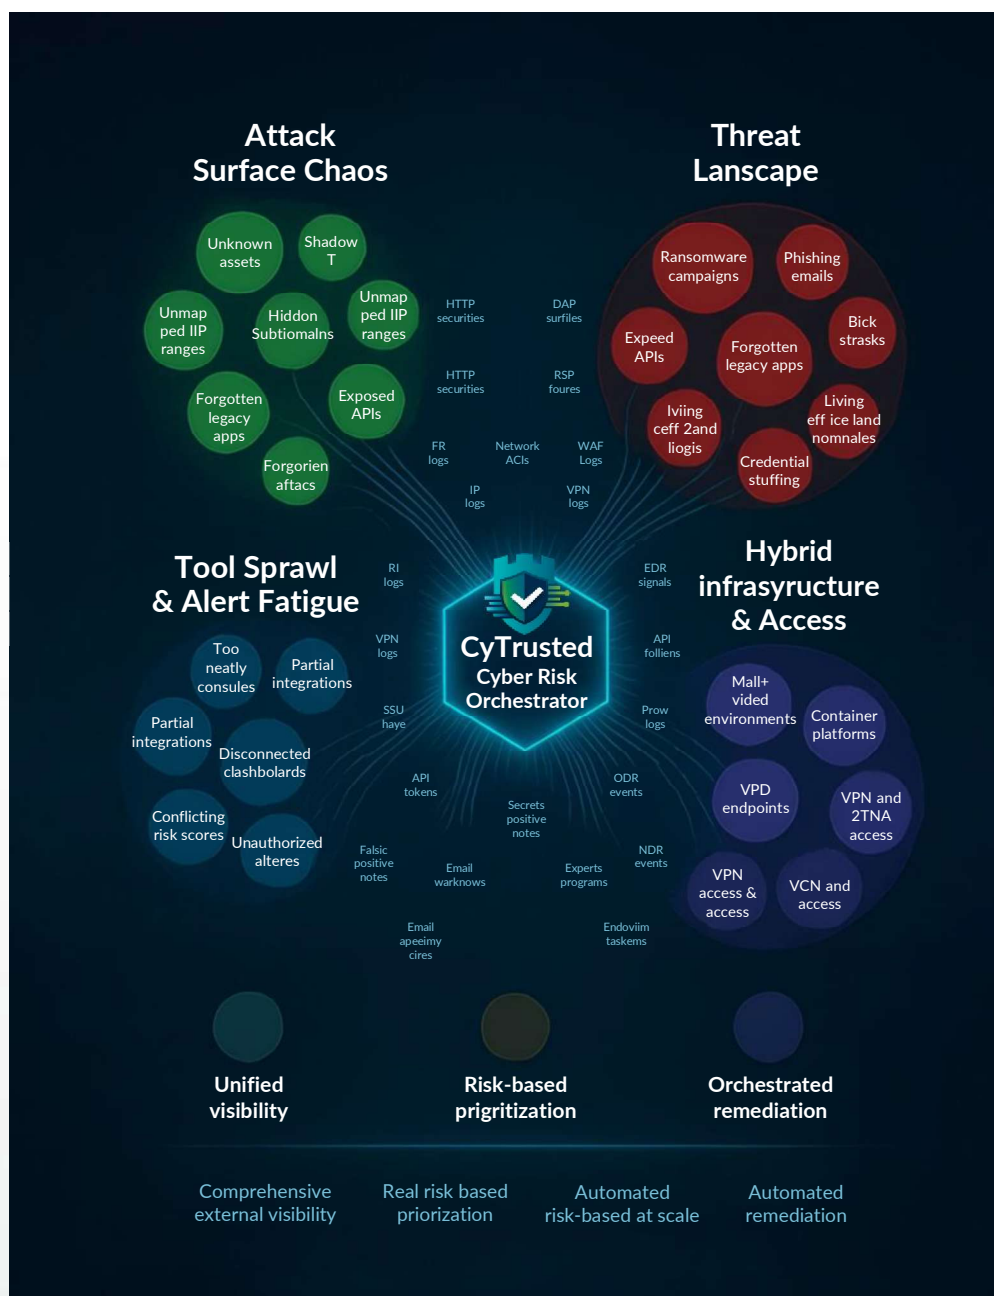 Attack
Surface Chaos
Threat
Lanscape
Unknown
assets
Shadow
T
Unmap
ped IIP
ranges
Hiddon
Subtiomalns
Unmap
ped IIP
ranges
Forgotten
legacy
apps
Exposed
APIs
Forgorien
aftacs
HTTP
securities
DAP
surfiles
HTTP
securities
RSP
foures
FR
logs
Network
ACIs
WAF
Logs
IP
logs
VPN
logs
Ransomware
campaigns
Phishing
emails
Expeed
APIs
Forgotten
legacy apps
Bick
strasks
Iviing
ceff 2and
liogis
Living
eff ice land
nomnales
Credential
stuffing
Tool Sprawl
& Alert Fatigue
Hybrid
infrasyructure
& Access
RI
logs
EDR
signals
VPN
logs
API
folliens
SSU
haye
Prow
logs
CyTrusted
Cyber Risk
Orchestrator
Too
neatly
consules
Partial
integrations
Partial
integrations
Disconnected
clashbolards
Conflicting
risk scores
Unauthorized
alteres
Mall+
vided
environments
Container
platforms
VPD
endpoints
VPN and
2TNA
access
VPN
access &
access
VCN and
access
API
tokens
ODR
events
Secrets
positive
notes
Falsic
positive
notes
Email
warknows
Experts
programs
NDR
events
Email
apeeimy
cires
Endoviim
taskems
Unified
visibility
Risk-based
prigritization
Orchestrated
remediation
Comprehensive
external visibility
Real risk based
priorization
Automated
risk-based at scale
Automated
remediation